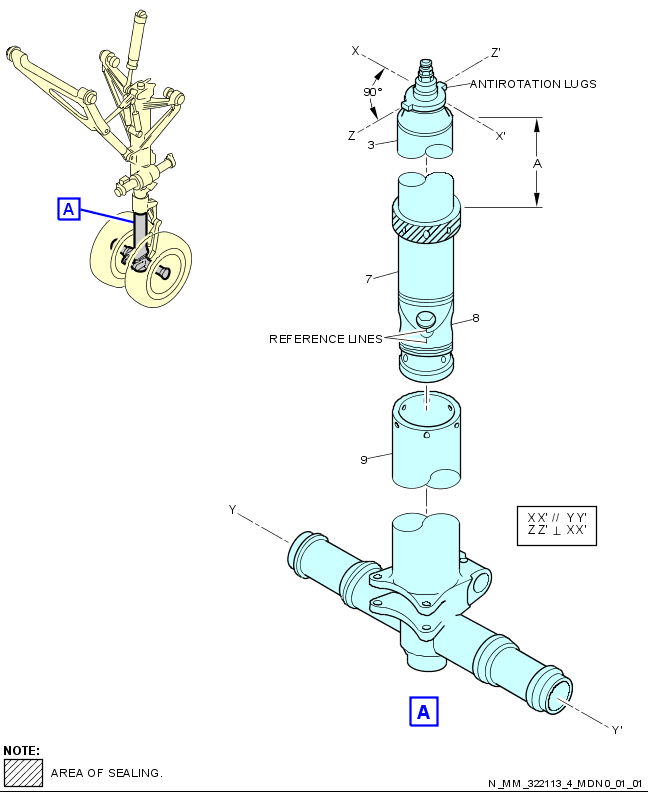 X
Z'
90°
ANTIROTATION LUGS
Z
X'
3
A
A
7
8
REFERENCE LINES
9
Y
XX' // YY'
ZZ' ⊥ XX'
A
Y'
NOTE:
AREA OF SEALING.
N_MM_322113_4_MDN0_01_01